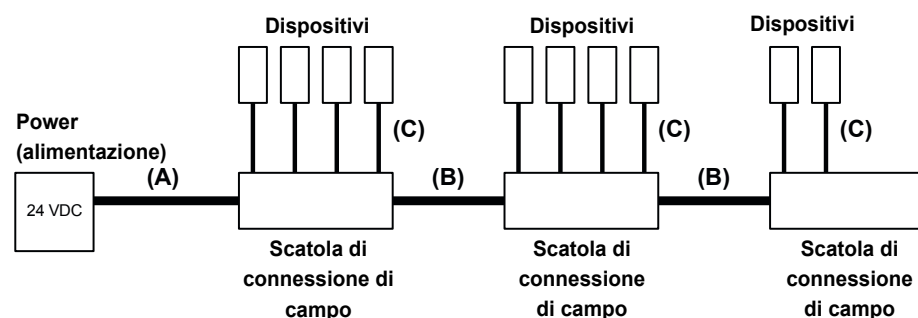 Dispositivi
Dispositivi
Dispositivi
Power
(alimentazione)
(C)
(C)
(C)
(A)
(B)
(B)
24 VDC
Scatola di
connessione di
campo
Scatola di
connessione
di campo
Scatola di
connessione
di campo